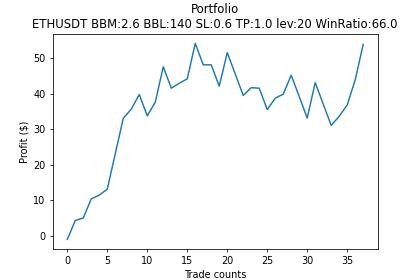 Portfolio
ETHUSDT BBM:2.6 BBL:140 SL:0.6 TP:1.0 lev:20 WinRatio:66.0
50
40
30
20
10
0
Profit ($)
0 5 10 15 20 25 30 35
Trade counts